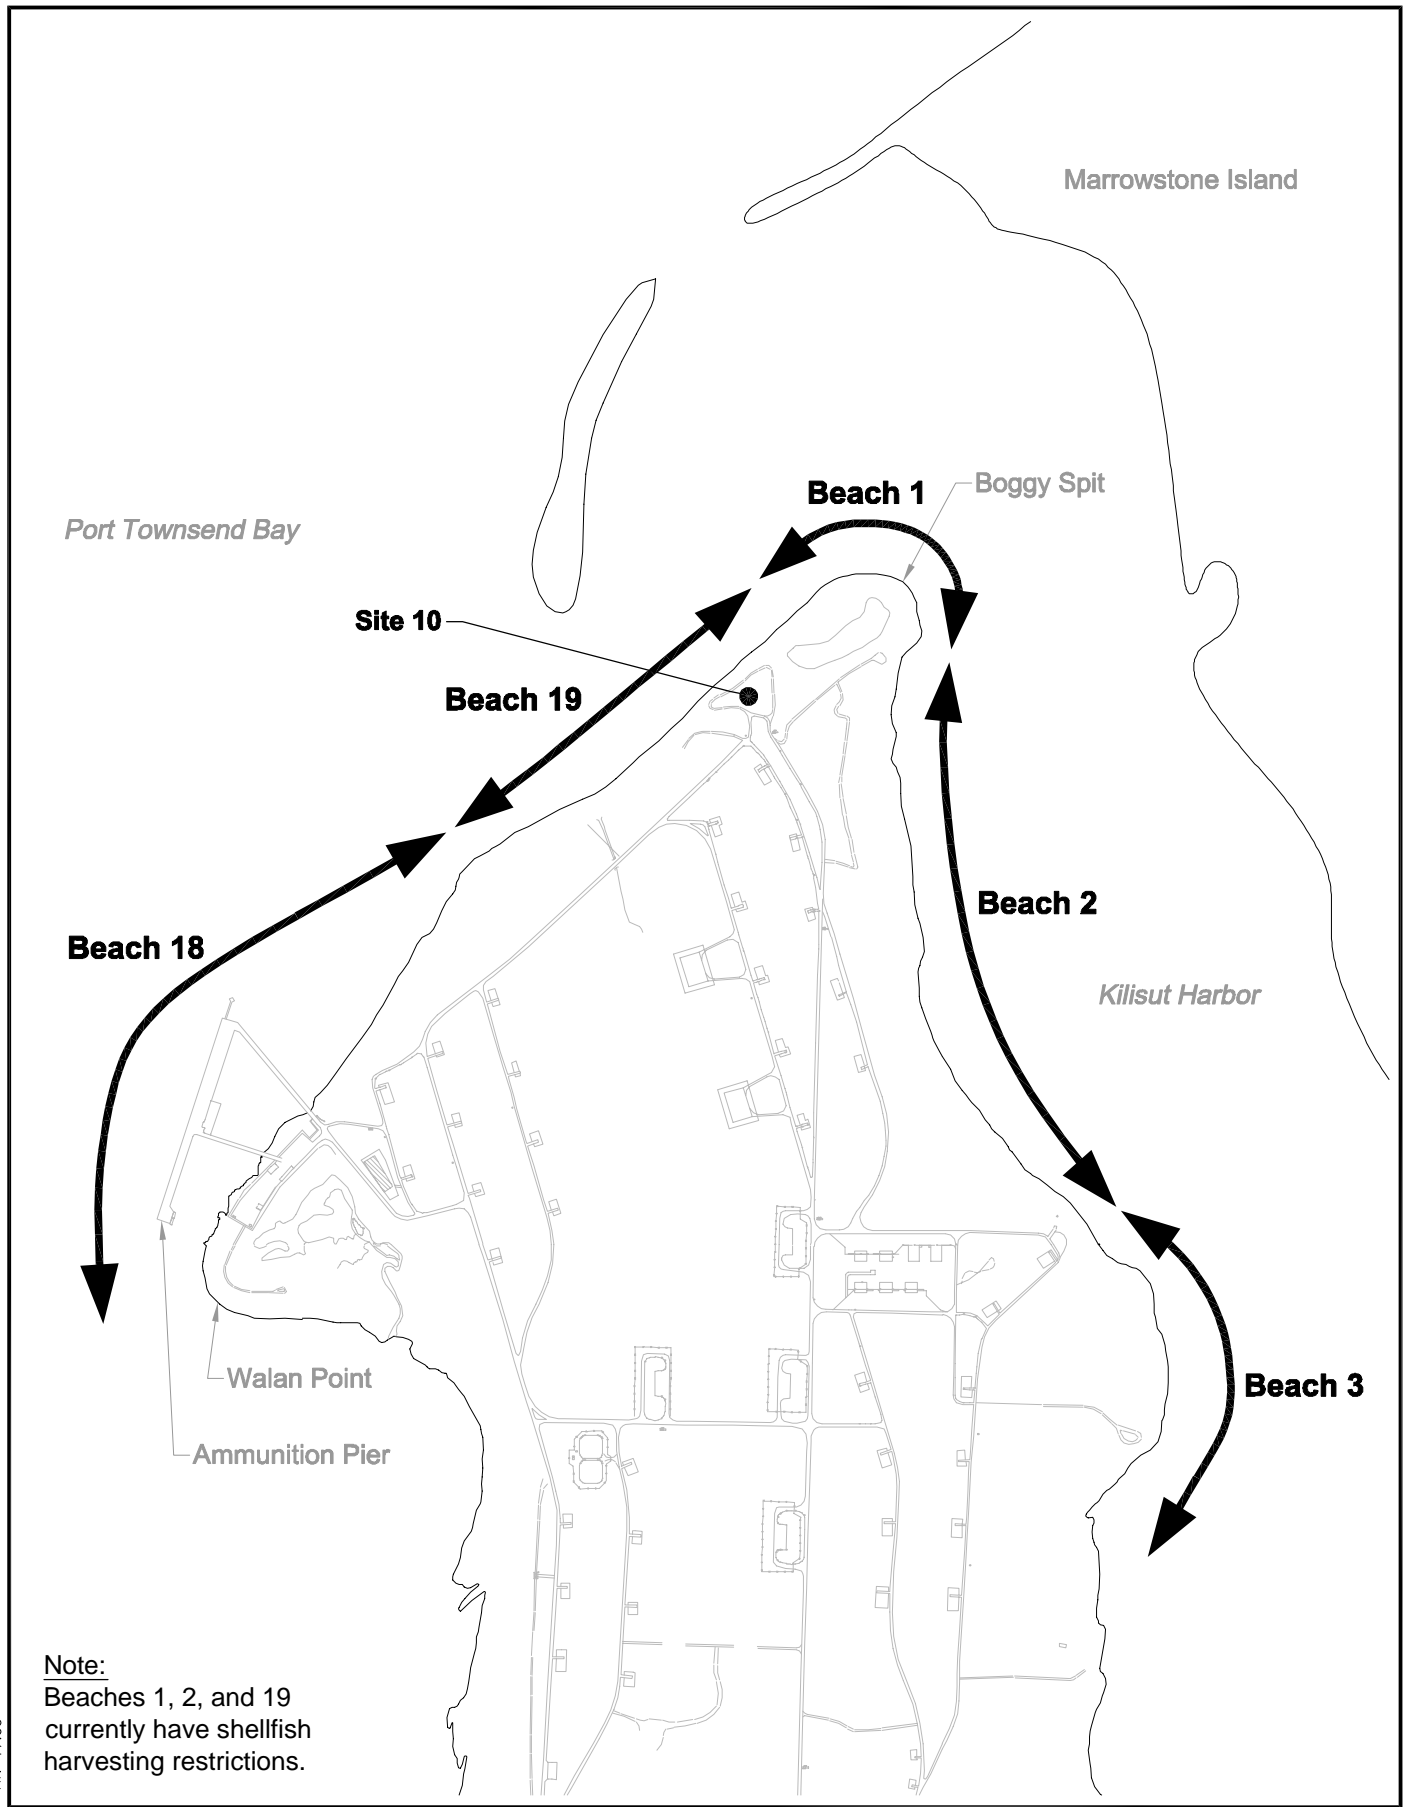 Marrowstone Island
Beach 1
Boggy Spit
Port Townsend Bay
Site 10
Beach 19
Beach 2
Beach 18
Kilisut Harbor
Walan Point
Beach 3
Ammunition Pier
Note:
Beaches 1, 2, and 19
currently have shellfish
harvesting restrictions.